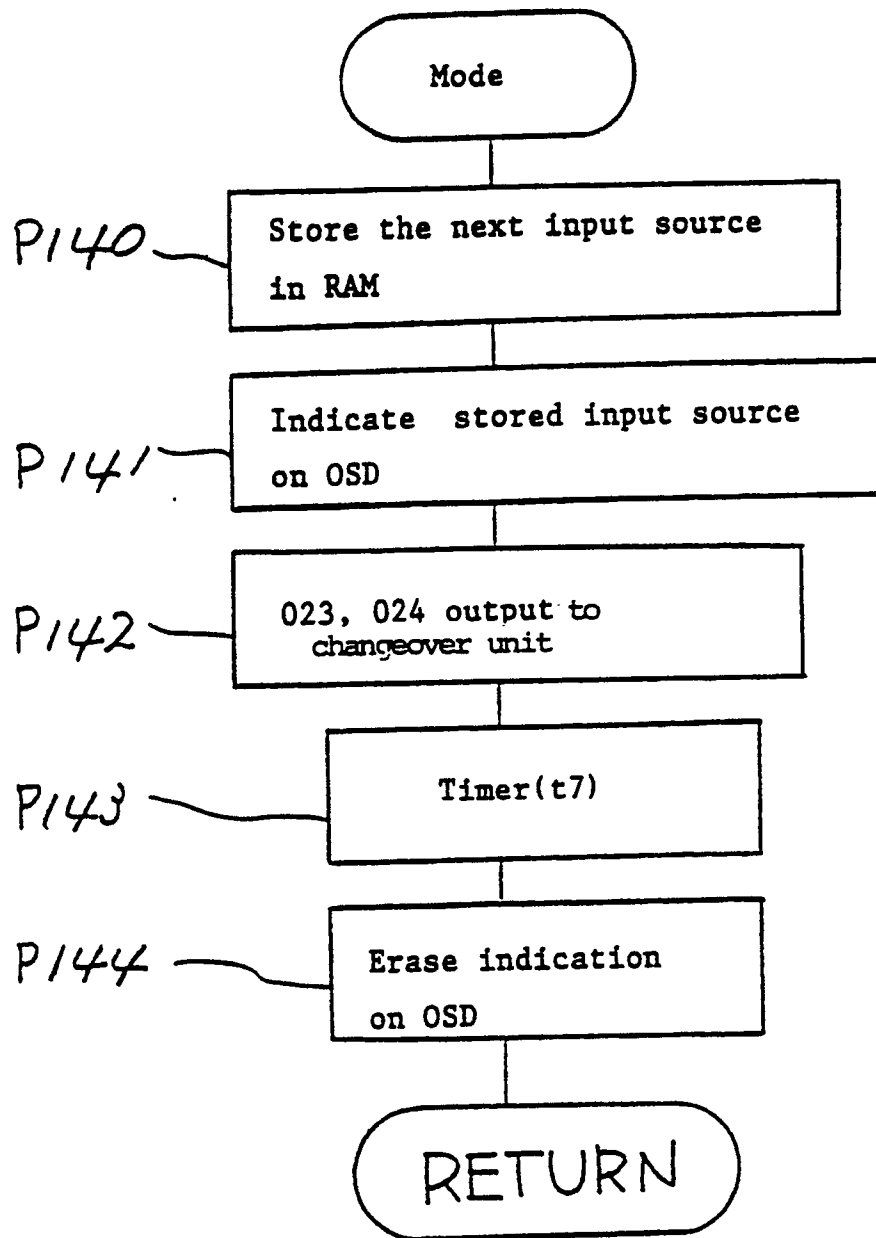 Mode
P140
Store the next input source
in RAM
P141
Indicate stored input source
on OSD
P142
023, 024 output to
changeover unit
P143
Timer(t7)
P144
Erase indication
on OSD
RETURN